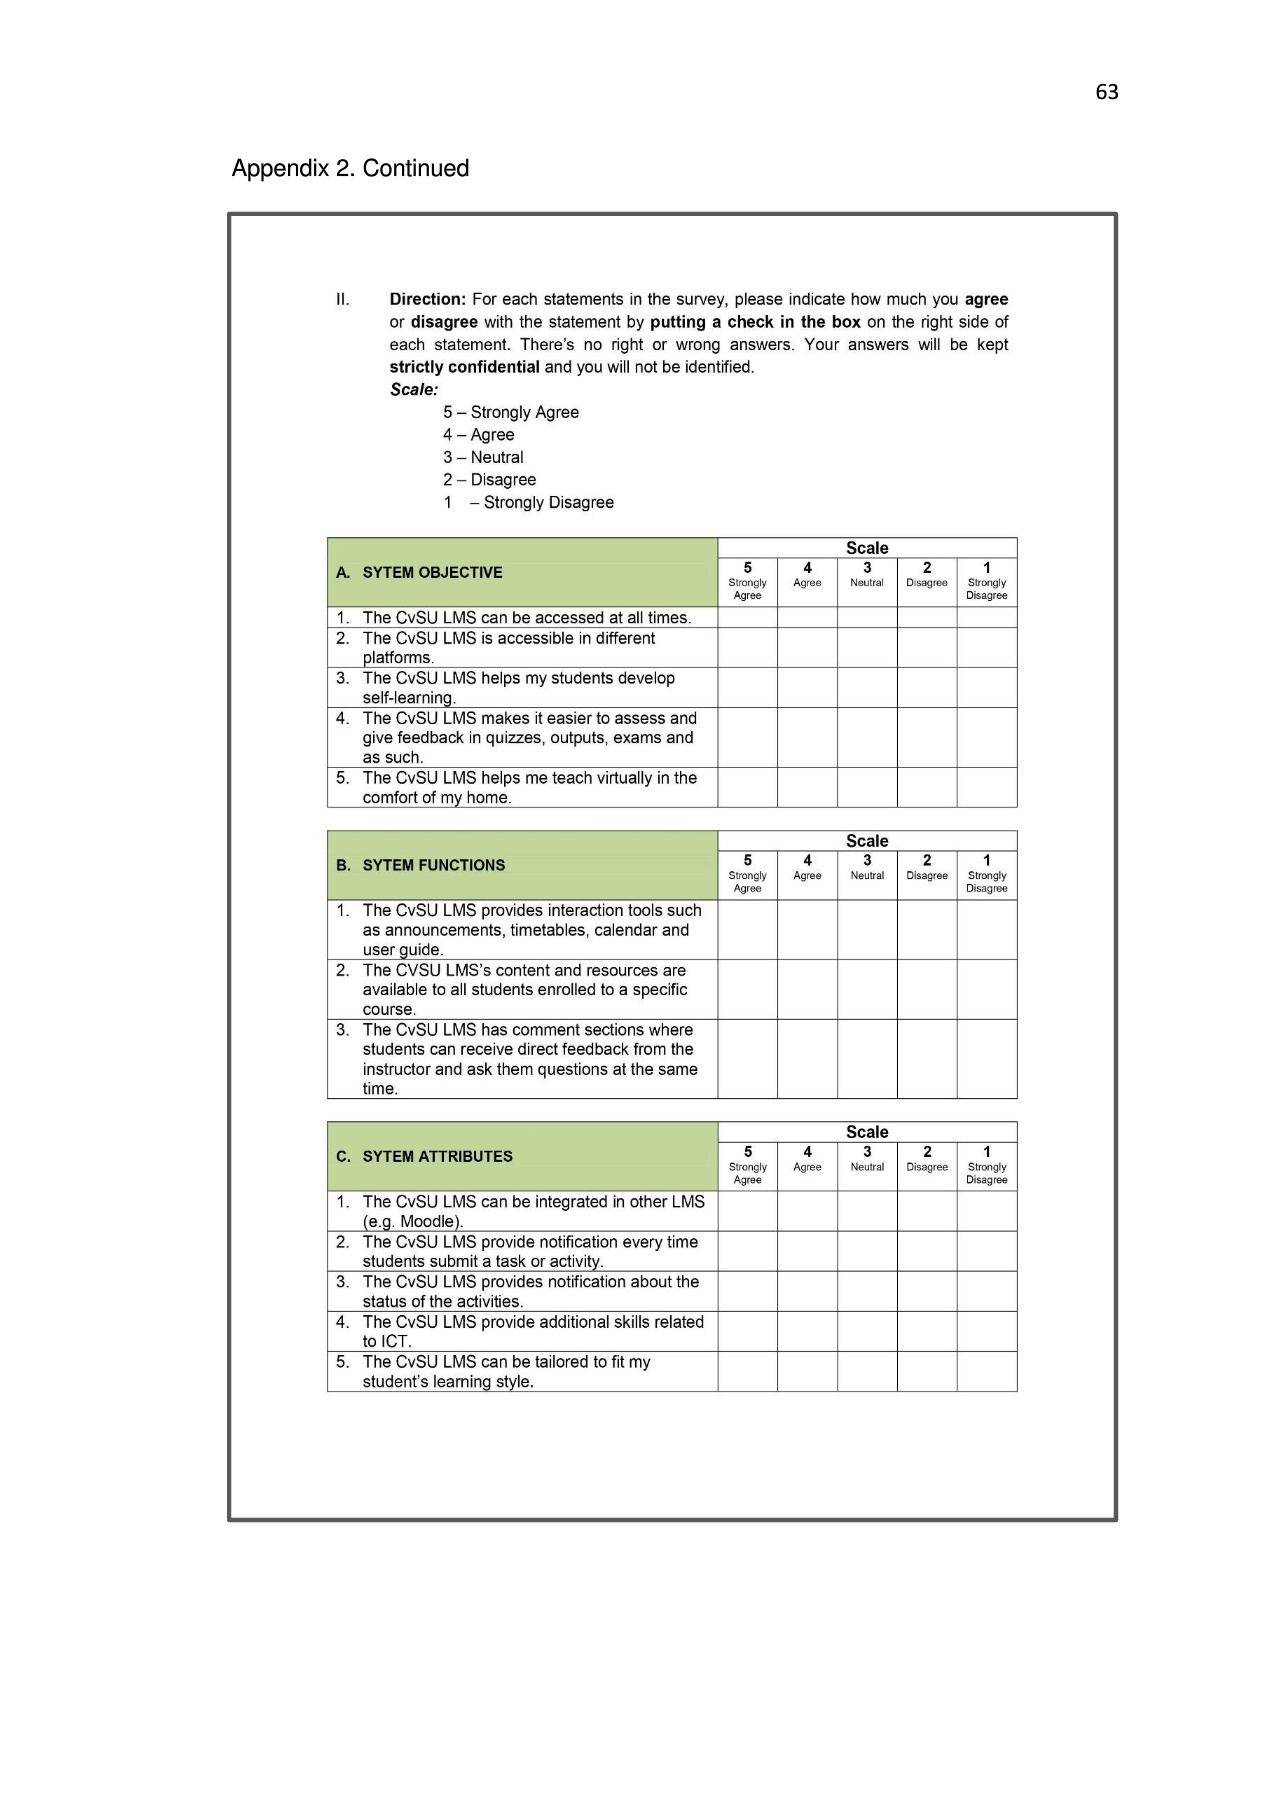 63
Appendix 2. Continued
II. Direction: For each statements in the survey, please indicate how much you agree
or disagree with the statement by putting a check in the box on the right side of
each statement. There's no right or wrong answers. Your answers will be kept
strictly confidential and you will not be identified.
Scale:
5 – Strongly Agree
4 – Agree
3 – Neutral
2 – Disagree
1 – Strongly Disagree
A. SYTEM OBJECTIVE
Scale
5 4 3 2 1
Strongly Agree Neutral Disagree Strongly
Agree Disagree
1. The CvSU LMS can be accessed at all times.
2. The CvSU LMS is accessible in different
platforms.
3. The CvSU LMS helps my students develop
self-learning.
4. The CvSU LMS makes it easier to assess and
give feedback in quizzes, outputs, exams and
as such.
5. The CvSU LMS helps me teach virtually in the
comfort of my home.
B. SYTEM FUNCTIONS
Scale
5 4 3 2 1
Strongly Agree Neutral Disagree Strongly
Agree Disagree
1. The CvSU LMS provides interaction tools such
as announcements, timetables, calendar and
user guide.
2. The CVSU LMS's content and resources are
available to all students enrolled to a specific
course.
3. The CvSU LMS has comment sections where
students can receive direct feedback from the
instructor and ask them questions at the same
time.
C. SYTEM ATTRIBUTES
Scale
5 4 3 2 1
Strongly Agree Neutral Disagree Strongly
Agree Disagree
1. The CvSU LMS can be integrated in other LMS
(e.g. Moodle).
2. The CvSU LMS provide notification every time
students submit a task or activity.
3. The CvSU LMS provides notification about the
status of the activities.
4. The CvSU LMS provide additional skills related
to ICT.
5. The CvSU LMS can be tailored to fit my
student's learning style.